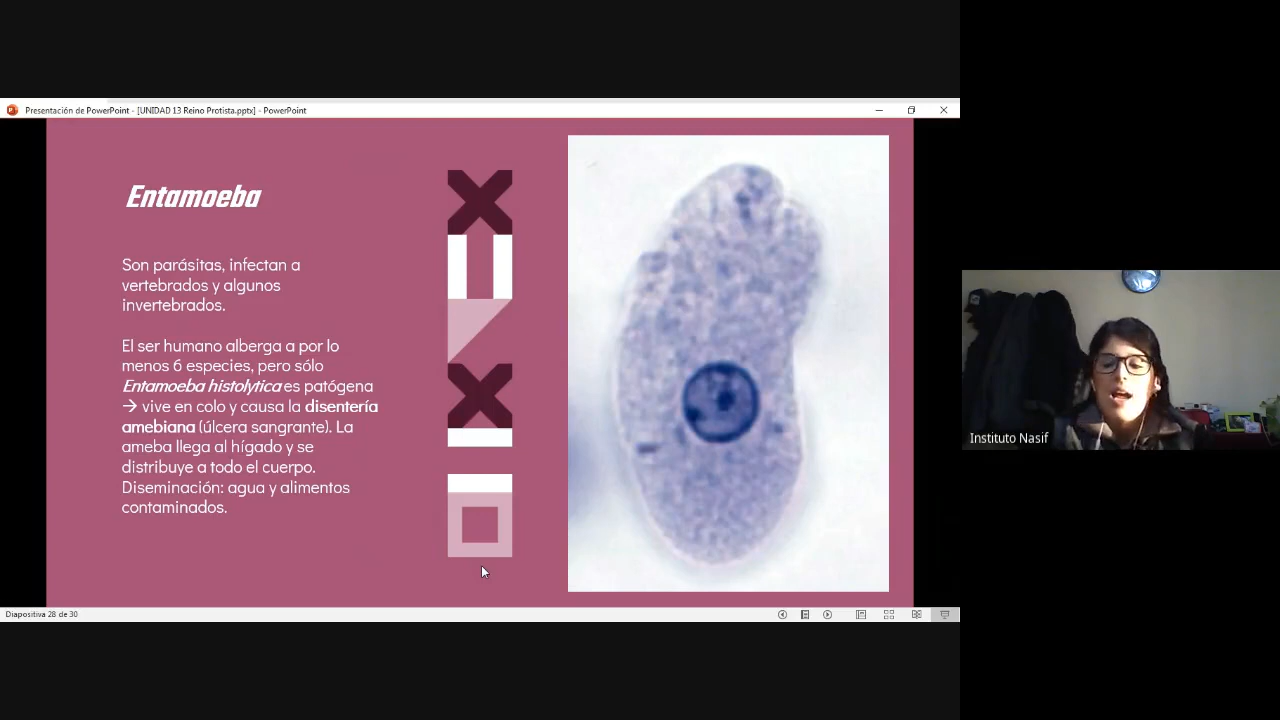 Presentación de PowerPoint - [UNIDAD 13 Reino Protista.pptx] - PowerPoint
Entamoeba
Son parásitas, infectan a
vertebrados y algunos
invertebrados.
El ser humano alberga a por lo
menos 6 especies, pero sólo
Entamoeba histolytica es patógena
→ vive en colo y causa la disentería
amebiana (úlcera sangrante). La
ameba llega al hígado y se
distribuye a todo el cuerpo.
Diseminación: agua y alimentos
contaminados.
Instituto Nasif
Diapositiva 28 de 30